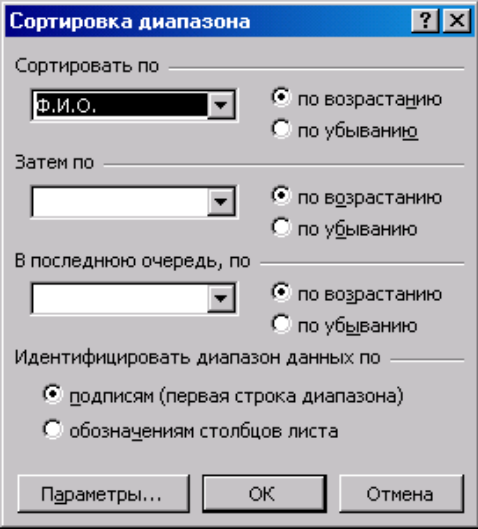 Сортировка диапазона
Сортировать по
Ф.И.О.
по возрастанию
по убыванию
Затем по
по возрастанию
по убыванию
В последнюю очередь, по
по возрастанию
по убыванию
Идентифицировать диапазон данных по
подписям (первая строка диапазона)
обозначениям столбцов листа
Параметры... ОК Отмена